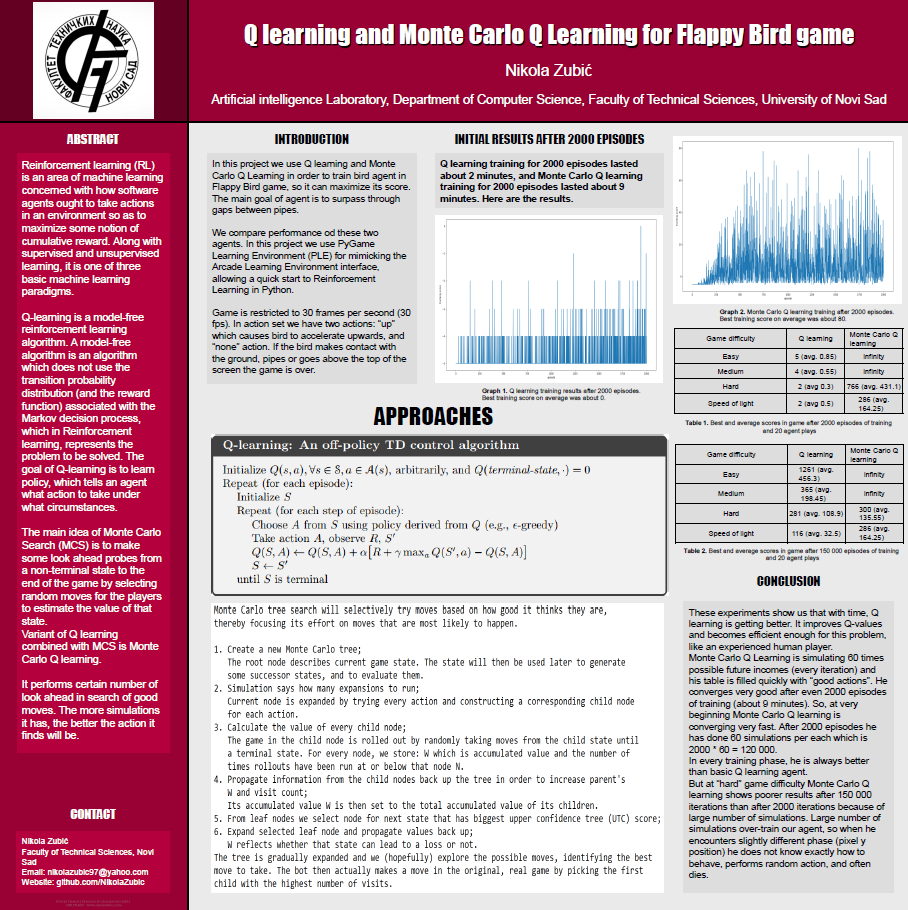 ФАКУЛТЕТ ТЕХНИЧКИХ НАУКА
НОВИ САД
Q learning and Monte Carlo Q Learning for Flappy Bird game
Nikola Zubić
Artificial intelligence Laboratory, Department of Computer Science, Faculty of Technical Sciences, University of Novi Sad
ABSTRACT
Reinforcement learning (RL)
is an area of machine learning
concerned with how software
agents ought to take actions
in an environment so as to
maximize some notion of
cumulative reward. Along with
supervised and unsupervised
learning, it is one of three
basic machine learning
paradigms.
Q-learning is a model-free
reinforcement learning
algorithm. A model-free
algorithm is an algorithm
which does not use the
transition probability
distribution (and the reward
function) associated with the
Markov decision process,
which in Reinforcement
learning, represents the
problem to be solved. The
goal of Q-learning is to learn
policy, which tells an agent
what action to take under
what circumstances.
The main idea of Monte Carlo
Search (MCS) is to make
some look ahead probes from
a non-terminal state to the
end of the game by selecting
random moves for the players
to estimate the value of that
state.
Variant of Q learning
combined with MCS is Monte
Carlo Q learning.
It performs certain number of
look ahead in search of good
moves. The more simulations
it has, the better the action it
finds will be.
CONTACT
Nikola Zubić
Faculty of Technical Sciences, Novi
Sad
Email: nikolazubic97@yahoo.com
Website: github.com/NikolaZubic
INTRODUCTION
In this project we use Q learning and Monte
Carlo Q Learning in order to train bird agent in
Flappy Bird game, so it can maximize its score.
The main goal of agent is to surpass through
gaps between pipes.
We compare performance od these two
agents. In this project we use PyGame
Learning Environment (PLE) for mimicking the
Arcade Learning Environment interface,
allowing a quick start to Reinforcement
Learning in Python.
Game is restricted to 30 frames per second (30
fps). In action set we have two actions: "up"
which causes bird to accelerate upwards, and
"none" action. If the bird makes contact with
the ground, pipes or goes above the top of the
screen the game is over.
INITIAL RESULTS AFTER 2000 EPISODES
Q learning training for 2000 episodes lasted
about 2 minutes, and Monte Carlo Q learning
training for 2000 episodes lasted about 9
minutes. Here are the results.
Graph 1. Q learning training results after 2000 episodes.
Best training score on average was about 0.
APPROACHES
Q-learning: An off-policy TD control algorithm
Initialize Q(s, a), ∀s ∈ S, a ∈ A(s), arbitrarily, and Q(terminal-state, ·) = 0
Repeat (for each episode):
Initialize S
Repeat (for each step of episode):
Choose A from S using policy derived from Q (e.g., ϵ-greedy)
Take action A, observe R, S′
Q(S, A) ← Q(S, A) + α[R + γ maxₐ Q(S′, a) − Q(S, A)]
S ← S′
until S is terminal
Monte Carlo tree search will selectively try moves based on how good it thinks they are,
thereby focusing its effort on moves that are most likely to happen.
1. Create a new Monte Carlo tree;
The root node describes current game state. The state will then be used later to generate
some successor states, and to evaluate them.
2. Simulation says how many expansions to run;
Current node is expanded by trying every action and constructing a corresponding child node
for each action.
3. Calculate the value of every child node;
The game in the child node is rolled out by randomly taking moves from the child state until
a terminal state. For every node, we store: W which is accumulated value and the number of
times rollouts have been run at or below that node N.
4. Propagate information from the child nodes back up the tree in order to increase parent's
W and visit count;
Its accumulated value W is then set to the total accumulated value of its children.
5. From leaf nodes we select node for next state that has biggest upper confidence tree (UTC) score;
6. Expand selected leaf node and propagate values back up;
W reflects whether that state can lead to a loss or not.
The tree is gradually expanded and we (hopefully) explore the possible moves, identifying the best
move to take. The bot then actually makes a move in the original, real game by picking the first
child with the highest number of visits.
Graph 2. Monte Carlo Q learning training after 2000 episodes.
Best training score on average was about 80.
Game difficulty Q learning Monte Carlo Q learning
Easy 5 (avg. 0.85) Infinity
Medium 4 (avg. 0.55) Infinity
Hard 2 (avg 0.3) 766 (avg. 431.1)
Speed of light 2 (avg 0.5) 286 (avg. 164.25)
Table 1. Best and average scores in game after 2000 episodes of training
and 20 agent plays
Game difficulty Q learning Monte Carlo Q learning
Easy 1261 (avg. 456.3) Infinity
Medium 365 (avg. 198.45) Infinity
Hard 281 (avg. 108.9) 300 (avg. 135.55)
Speed of light 116 (avg. 32.5) 286 (avg. 164.25)
Table 2. Best and average scores in game after 150 000 episodes of training
and 20 agent plays
CONCLUSION
These experiments show us that with time, Q
learning is getting better. It improves Q-values
and becomes efficient enough for this problem,
like an experienced human player.
Monte Carlo Q Learning is simulating 60 times
possible future incomes (every iteration) and
his table is filled quickly with "good actions". He
converges very good after even 2000 episodes
of training (about 9 minutes). So, at very
beginning Monte Carlo Q learning is
converging very fast. After 2000 episodes he
has done 60 simulations per each which is
2000 * 60 = 120 000.
In every training phase, he is always better
than basic Q learning agent.
But at "hard" game difficulty Monte Carlo Q
learning shows poorer results after 150 000
iterations than after 2000 iterations because of
large number of simulations. Large number of
simulations over-train our agent, so when he
encounters slightly different phase (pixel y
position) he does not know exactly how to
behave, performs random action, and often
dies.